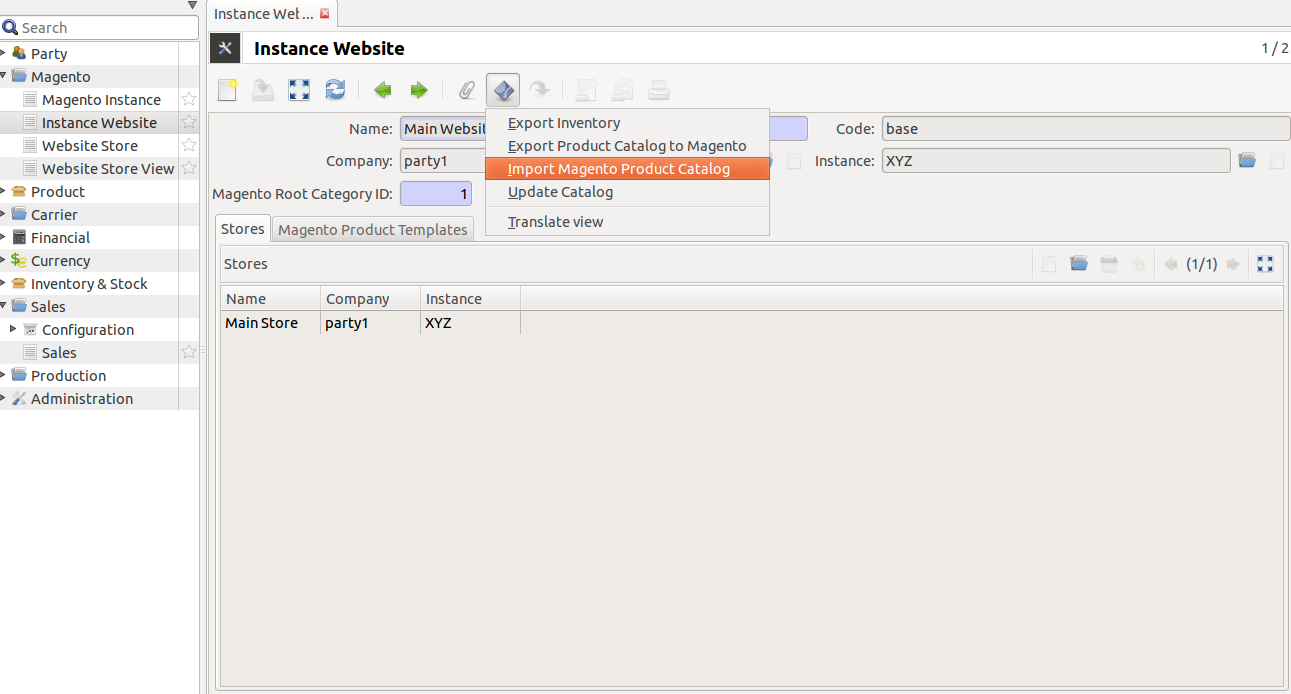 Instance Wel ...
Search
Instance Website
1 / 2
Party
Magento
Magento Instance
Instance Website
Website Store
Website Store View
Product
Carrier
Financial
Currency
Inventory & Stock
Sales
Configuration
Sales
Production
Administration
Name: Main Websit
Code: base
Company: party1
Instance: XYZ
Magento Root Category ID: 1
Export Inventory
Export Product Catalog to Magento
Import Magento Product Catalog
Update Catalog
Translate view
Stores
Magento Product Templates
Stores
(1/1)
Name Company Instance
Main Store party1 XYZ